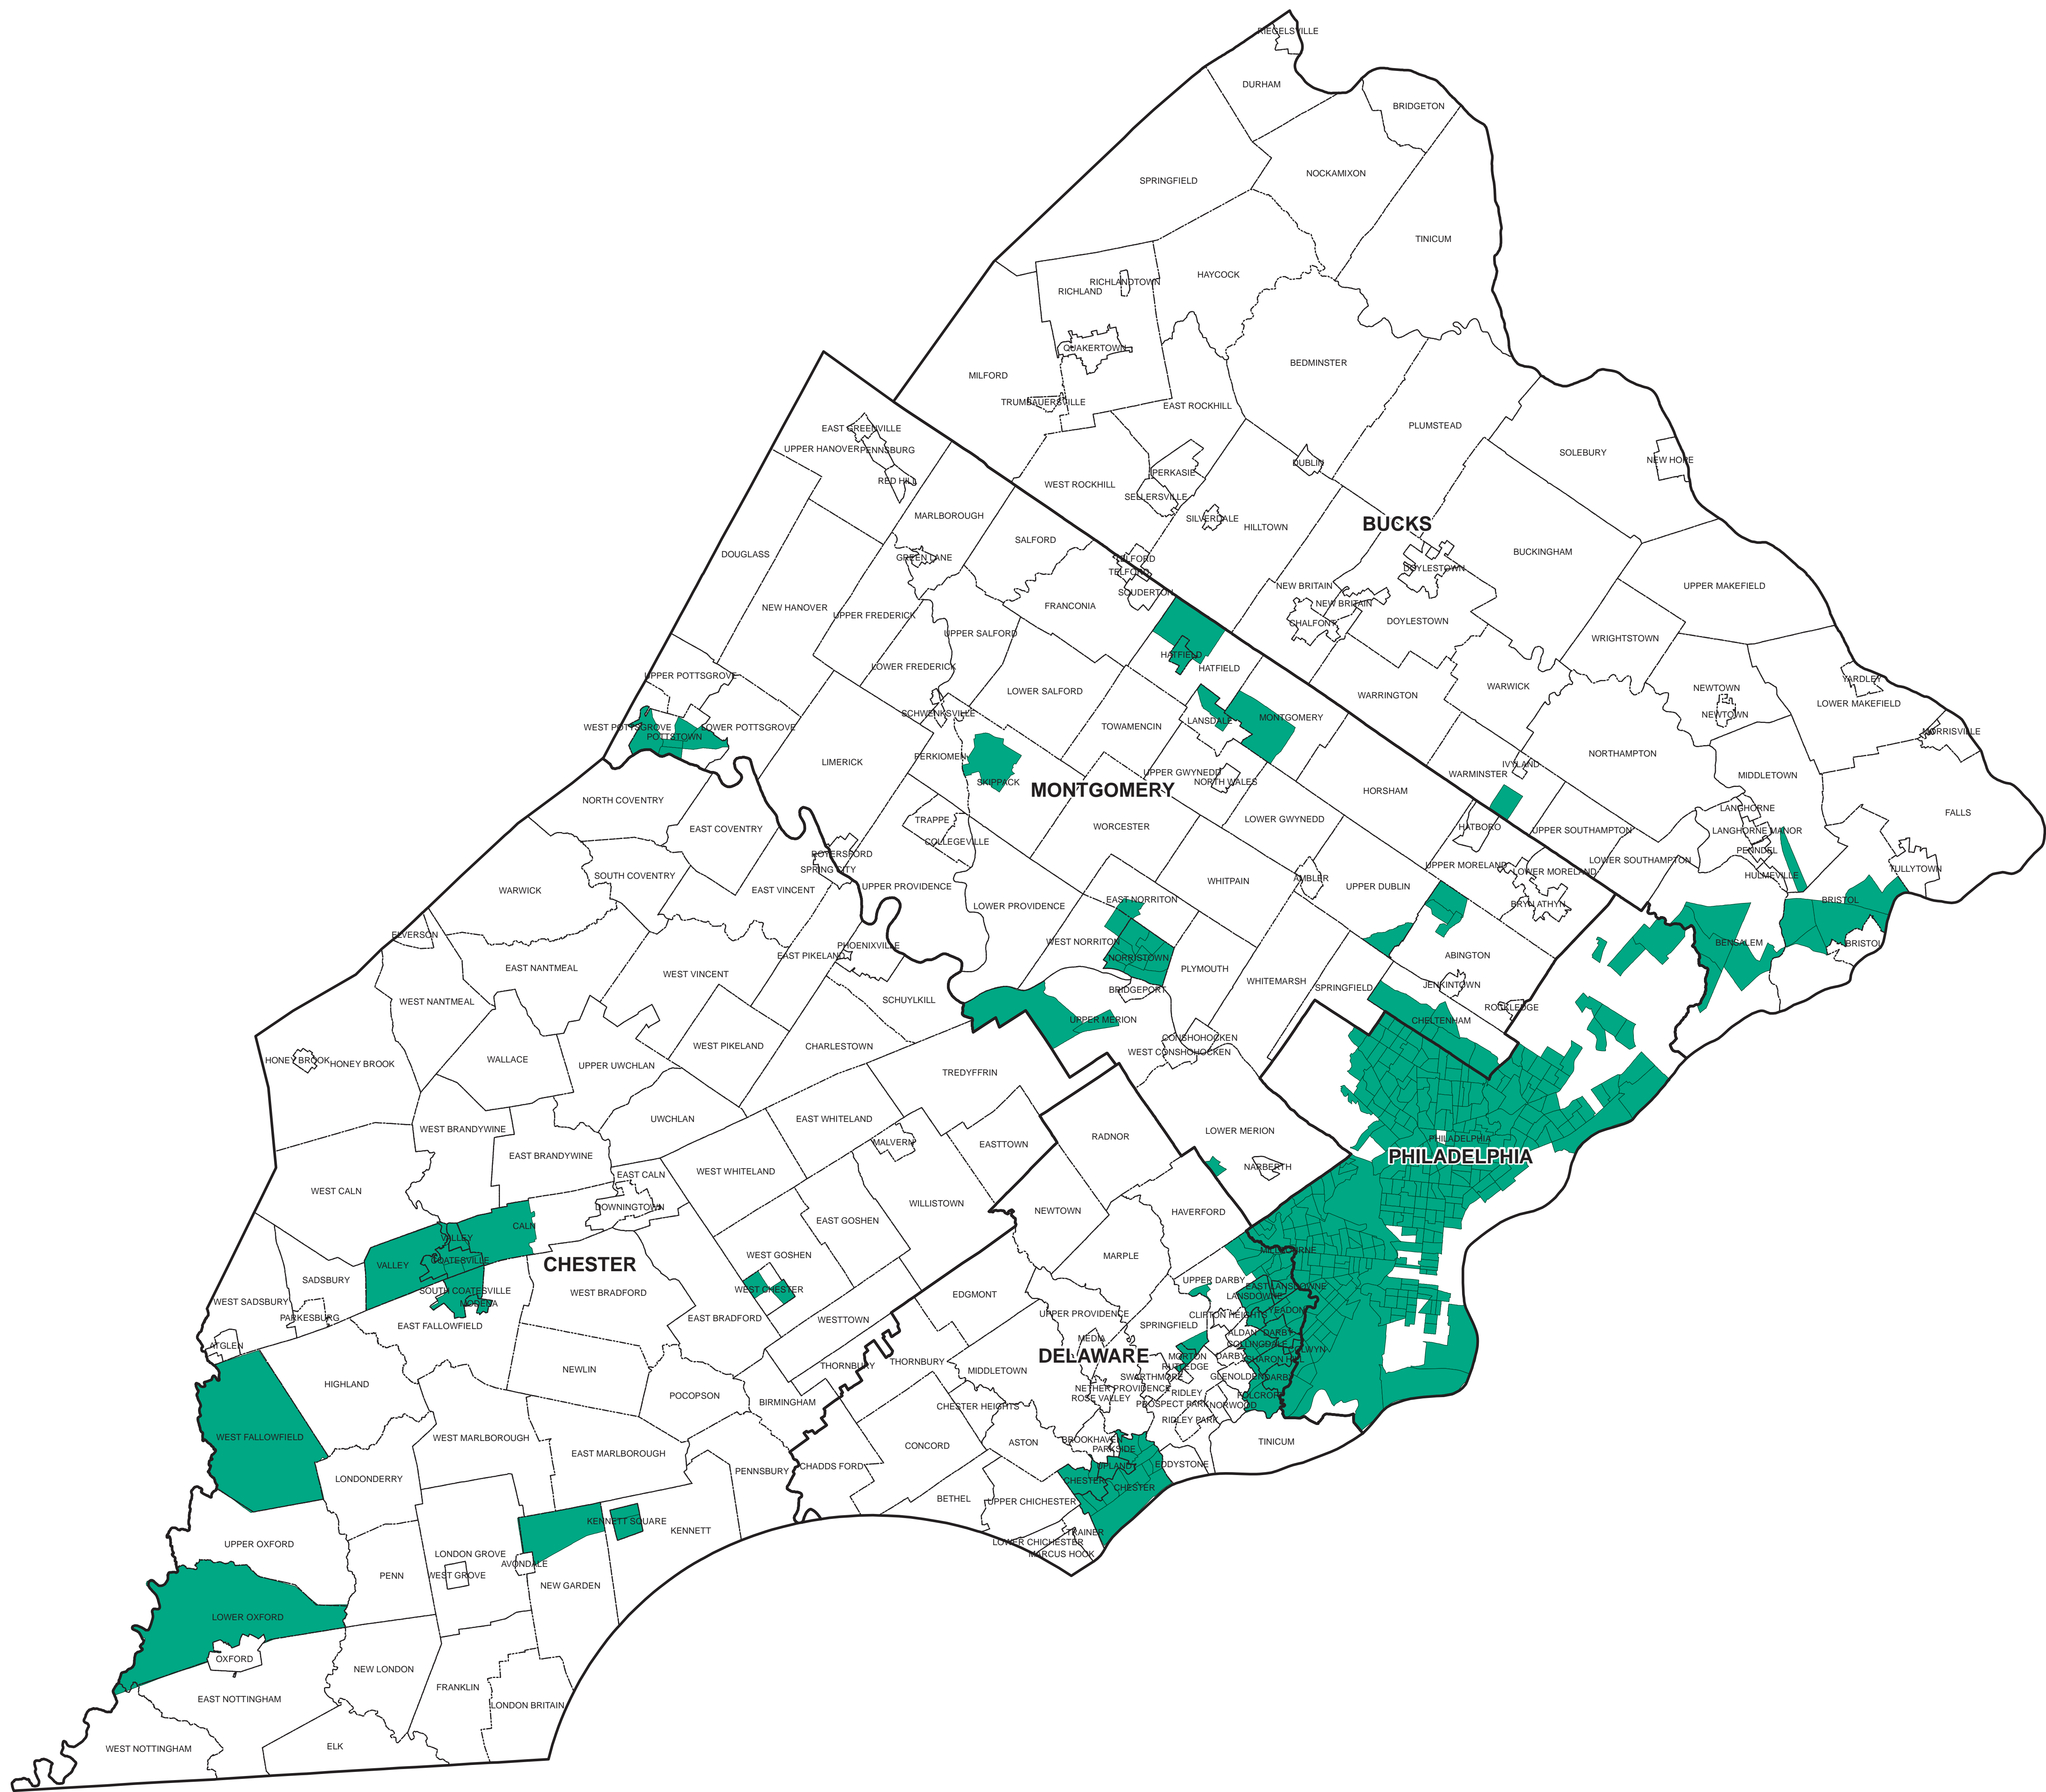 RIEGELSVILLE
DURHAM
BRIDGETON
NOCKAMIXON
SPRINGFIELD
TINICUM
HAYCOCK
RICHLANDTOWN
RICHLAND
QUAKERTOWN
BEDMINSTER
MILFORD
TRUMBAUERSVILLE
EAST ROCKHILL
PLUMSTEAD
EAST GREENVILLE
UPPER HANOVER
PENNSBURG
SOLEBURY
NEW HOPE
DUBLIN
PERKASIE
RED HILL
WEST ROCKHILL
SELLERSVILLE
MARLBOROUGH
SILVERDALE
HILLTOWN
BUCKS
SALFORD
BUCKINGHAM
DOUGLASS
GREEN LANE
TELFORD
TELFORD
DOYLESTOWN
UPPER MAKEFIELD
NEW BRITAIN
SOUDERTON
NEW BRITAIN
FRANCONIA
NEW HANOVER
UPPER FREDERICK
CHALFONT
DOYLESTOWN
UPPER SALFORD
WRIGHTSTOWN
HATFIELD
HATFIELD
LOWER FREDERICK
UPPER POTTSGROVE
YARDLEY
LOWER SALFORD
WARRINGTON
WARWICK
NEWTOWN
LOWER MAKEFIELD
SCHWENKSVILLE
NEWTOWN
MONTGOMERY
LANSDALE
WEST POTTSGROVE
LOWER POTTSGROVE
TOWAMENCIN
MORRISVILLE
POTTSTOWN
NORTHAMPTON
PERKIOMEN
LIMERICK
IVYLAND
UPPER GWYNEDD
WARMINSTER
MIDDLETOWN
SKIPPACK
NORTH WALES
MONTGOMERY
HORSHAM
NORTH COVENTRY
LANGHORNE
FALLS
TRAPPE
LOWER GWYNEDD
EAST COVENTRY
WORCESTER
HATBORO
UPPER SOUTHAMPTON
LANGHORNE MANOR
COLLEGEVILLE
PENNDEL
ROYERSFORD
LOWER SOUTHAMPTON
SPRING CITY
UPPER MORELAND
LOWER MORELAND
TULLYTOWN
SOUTH COVENTRY
HULMEVILLE
AMBLER
WHITPAIN
UPPER DUBLIN
WARWICK
EAST VINCENT
UPPER PROVIDENCE
EAST NORRITON
BRISTOL
LOWER PROVIDENCE
BRYN ATHYN
ELVERSON
WEST NORRITON
BENSALEM
BRISTOL
PHOENIXVILLE
EAST PIKELAND
NORRISTOWN
ABINGTON
EAST NANTMEAL
PLYMOUTH
WEST VINCENT
WHITEMARSH
JENKINTOWN
SPRINGFIELD
BRIDGEPORT
WEST NANTMEAL
SCHUYLKILL
ROCKLEDGE
UPPER MERION
CHELTENHAM
CONSHOHOCKEN
WEST PIKELAND
CHARLESTOWN
WEST CONSHOHOCKEN
HONEY BROOK
HONEY BROOK
WALLACE
UPPER UWCHLAN
TREDYFFRIN
UWCHLAN
EAST WHITELAND
WEST BRANDYWINE
LOWER MERION
RADNOR
PHILADELPHIA
MALVERN
EASTTOWN
PHILADELPHIA
EAST BRANDYWINE
NARBERTH
WEST WHITELAND
EAST CALN
WEST CALN
WILLISTOWN
DOWNINGTOWN
NEWTOWN
HAVERFORD
EAST GOSHEN
CALN
VALLEY
MILLBOURNE
WEST GOSHEN
MARPLE
COATESVILLE
VALLEY
CHESTER
SADSBURY
UPPER DARBY
EAST LANSDOWNE
WEST CHESTER
SOUTH COATESVILLE
WEST BRADFORD
EDGMONT
LANSDOWNE
WEST SADSBURY
MODENA
YEADON
UPPER PROVIDENCE
CLIFTON HEIGHTS
PARKESBURG
EAST BRADFORD
WESTTOWN
EAST FALLOWFIELD
SPRINGFIELD
ALDAN
DARBY
MEDIA
COLLINGDALE
ATGLEN
COLWYN
DELAWARE
MORTON
DARBY
SHARON HILL
THORNBURY
THORNBURY
RUTLEDGE
NEWLIN
MIDDLETOWN
SWARTHMORE
GLENOLDEN
DARBY
HIGHLAND
NETHER PROVIDENCE
RIDLEY
FOLCROFT
POCOPSON
ROSE VALLEY
BIRMINGHAM
PROSPECT PARK
NORWOOD
CHESTER HEIGHTS
RIDLEY PARK
WEST FALLOWFIELD
WEST MARLBOROUGH
BROOKHAVEN
ASTON
TINICUM
CONCORD
PARKSIDE
EAST MARLBOROUGH
EDDYSTONE
CHADDS FORD
UPLAND
PENNSBURY
LONDONDERRY
CHESTER
CHESTER
BETHEL
UPPER CHICHESTER
KENNETT SQUARE
KENNETT
TRAINER
LOWER CHICHESTER
UPPER OXFORD
LONDON GROVE
MARCUS HOOK
AVONDALE
PENN
WEST GROVE
NEW GARDEN
LOWER OXFORD
OXFORD
NEW LONDON
FRANKLIN
EAST NOTTINGHAM
LONDON BRITAIN
ELK
WEST NOTTINGHAM